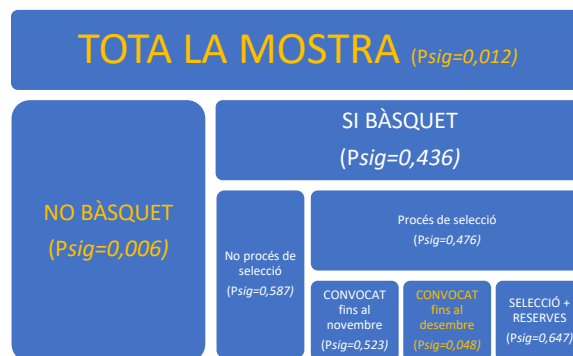 TOTA LA MOSTRA (Psig=0,012)
NO BÀSQUET
(Psig=0,006)
SI BÀSQUET
(Psig=0,436)
No procés de
selecció
(Psig=0,587)
Procés de selecció
(Psig=0,476)
CONVOCAT
fins al
novembre
(Psig=0,523)
CONVOCAT
fins al
desembre
(Psig=0,048)
SELECCIÓ +
RESERVES
(Psig=0,647)